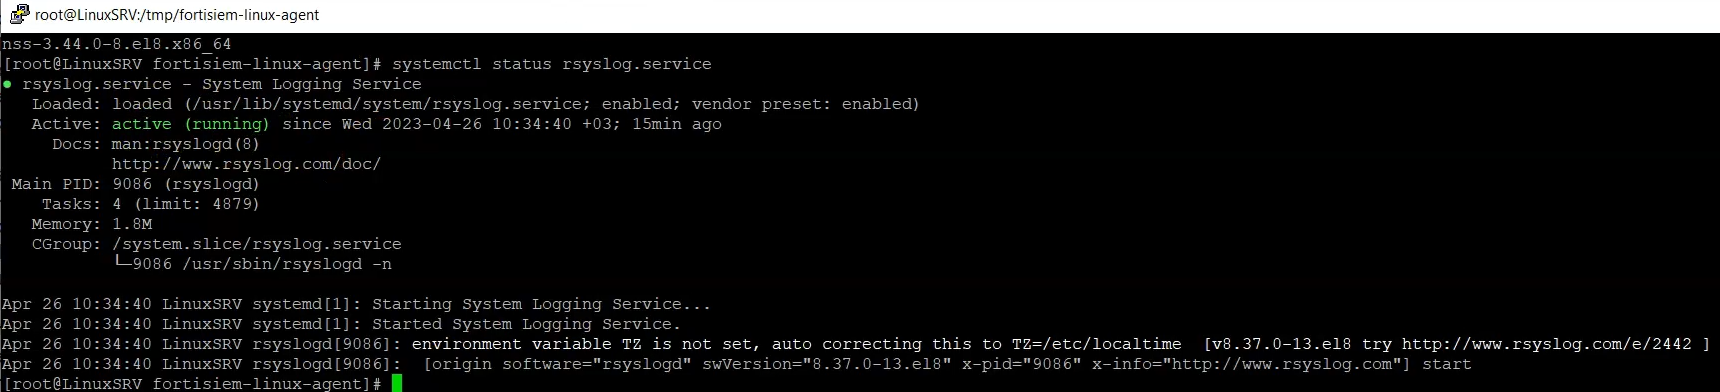 root@LinuxSRV:/tmp/fortisiem-linux-agent
nss-3.44.0-8.el8.x86_64
[root@LinuxSRV fortisiem-linux-agent]# systemctl status rsyslog.service
● rsyslog.service - System Logging Service
   Loaded: loaded (/usr/lib/systemd/system/rsyslog.service; enabled; vendor preset: enabled)
   Active: active (running) since Wed 2023-04-26 10:34:40 +03; 15min ago
     Docs: man:rsyslogd(8)
           http://www.rsyslog.com/doc/
 Main PID: 9086 (rsyslogd)
    Tasks: 4 (limit: 4879)
   Memory: 1.8M
   CGroup: /system.slice/rsyslog.service
           └─9086 /usr/sbin/rsyslogd -n
Apr 26 10:34:40 LinuxSRV systemd[1]: Starting System Logging Service...
Apr 26 10:34:40 LinuxSRV systemd[1]: Started System Logging Service.
Apr 26 10:34:40 LinuxSRV rsyslogd[9086]: environment variable TZ is not set, auto correcting this to TZ=/etc/localtime  [v8.37.0-13.el8 try http://www.rsyslog.com/e/2442 ]
Apr 26 10:34:40 LinuxSRV rsyslogd[9086]:  [origin software="rsyslogd" swVersion="8.37.0-13.el8" x-pid="9086" x-info="http://www.rsyslog.com"] start
[root@LinuxSRV fortisiem-linux-agent]#